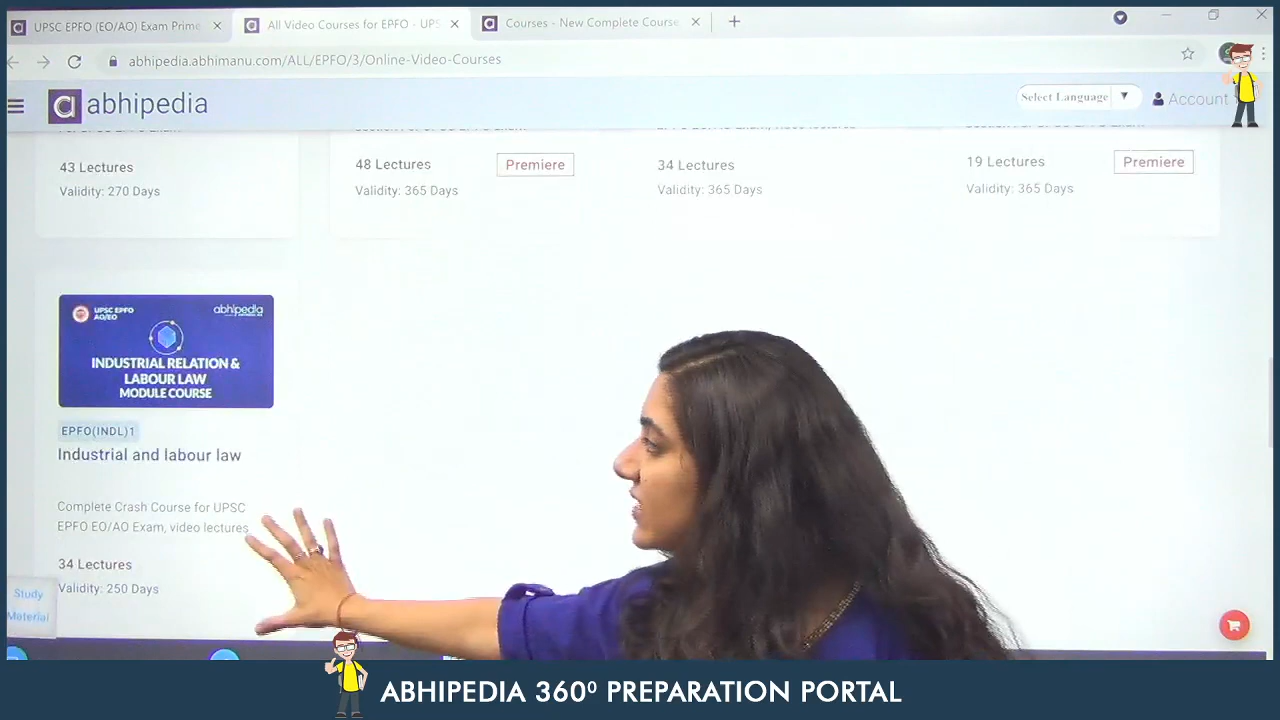 UPSC EPFO (EO/AO) Exam Prime
All Video Courses for EPFO - UPS
Courses - New Complete Course
abhipedia.abhimanu.com/ALL/EPFO/3/Online-Video-Courses
abhipedia
Select Language
Account
43 Lectures
Validity: 270 Days
48 Lectures
Premiere
Validity: 365 Days
34 Lectures
Validity: 365 Days
19 Lectures
Premiere
Validity: 365 Days
UPSC EPFO
AO/EO
abhipedia
INDUSTRIAL RELATION &
LABOUR LAW
MODULE COURSE
EPFO(INDL)1
Industrial and labour law
Complete Crash Course for UPSC
EPFO EO/AO Exam, video lectures
34 Lectures
Validity: 250 Days
Study
Material
ABHIPEDIA 360⁰ PREPARATION PORTAL